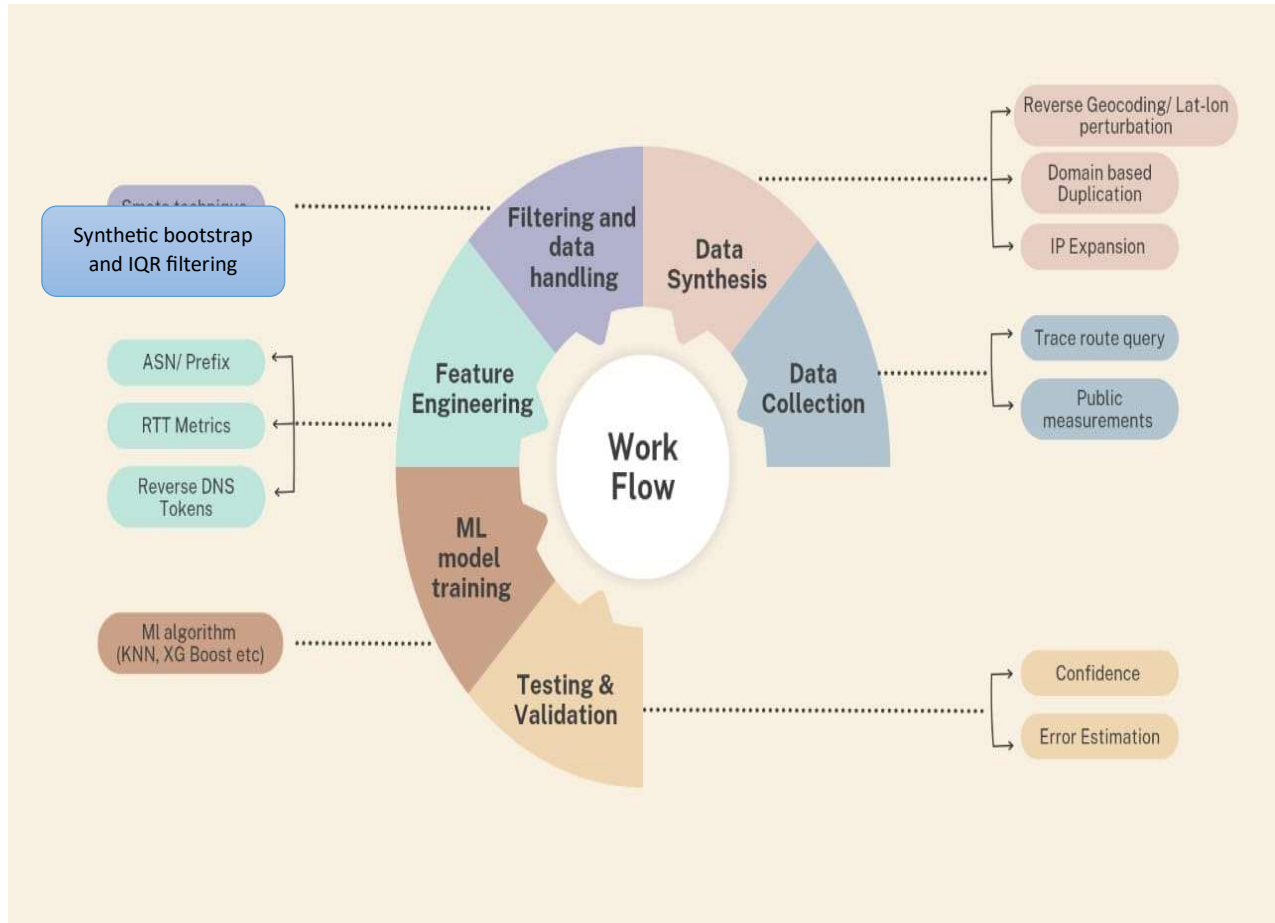 Reverse Geocoding/ Lat-lon
perturbation
Domain based
Duplication
IP Expansion
Synthetic bootstrap
and IQR filtering
Filtering and
data
handling
Data
Synthesis
Trace route query
Public
measurements
ASN/ Prefix
RTT Metrics
Reverse DNS
Tokens
Feature
Engineering
Data
Collection
Work
Flow
ML
model
training
Ml algorithm
(KNN, XG Boost etc)
Testing &
Validation
Confidence
Error Estimation